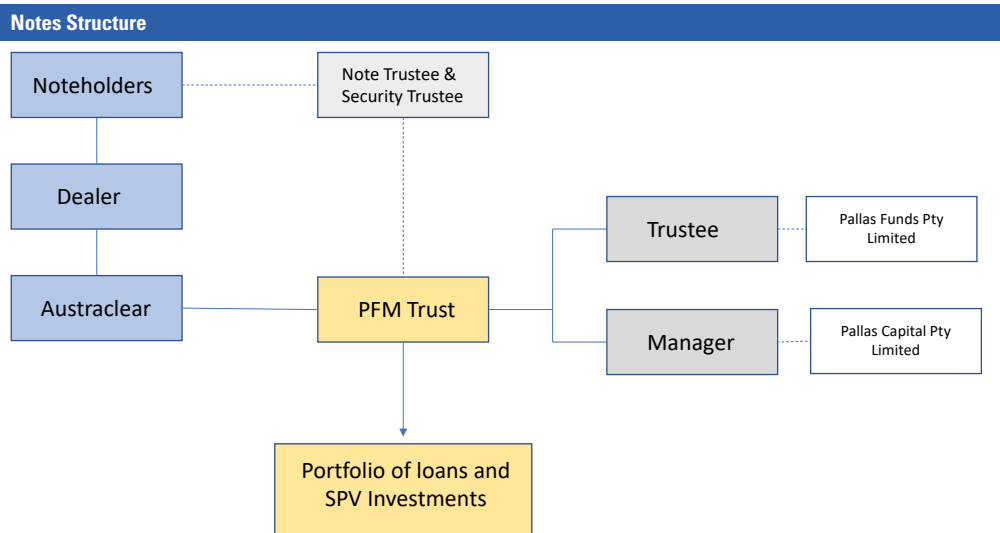 Notes Structure
Noteholders
Note Trustee &
Security Trustee
Dealer
Trustee
Pallas Funds Pty
Limited
Austraclear
PFM Trust
Manager
Pallas Capital Pty
Limited
Portfolio of loans and
SPV Investments